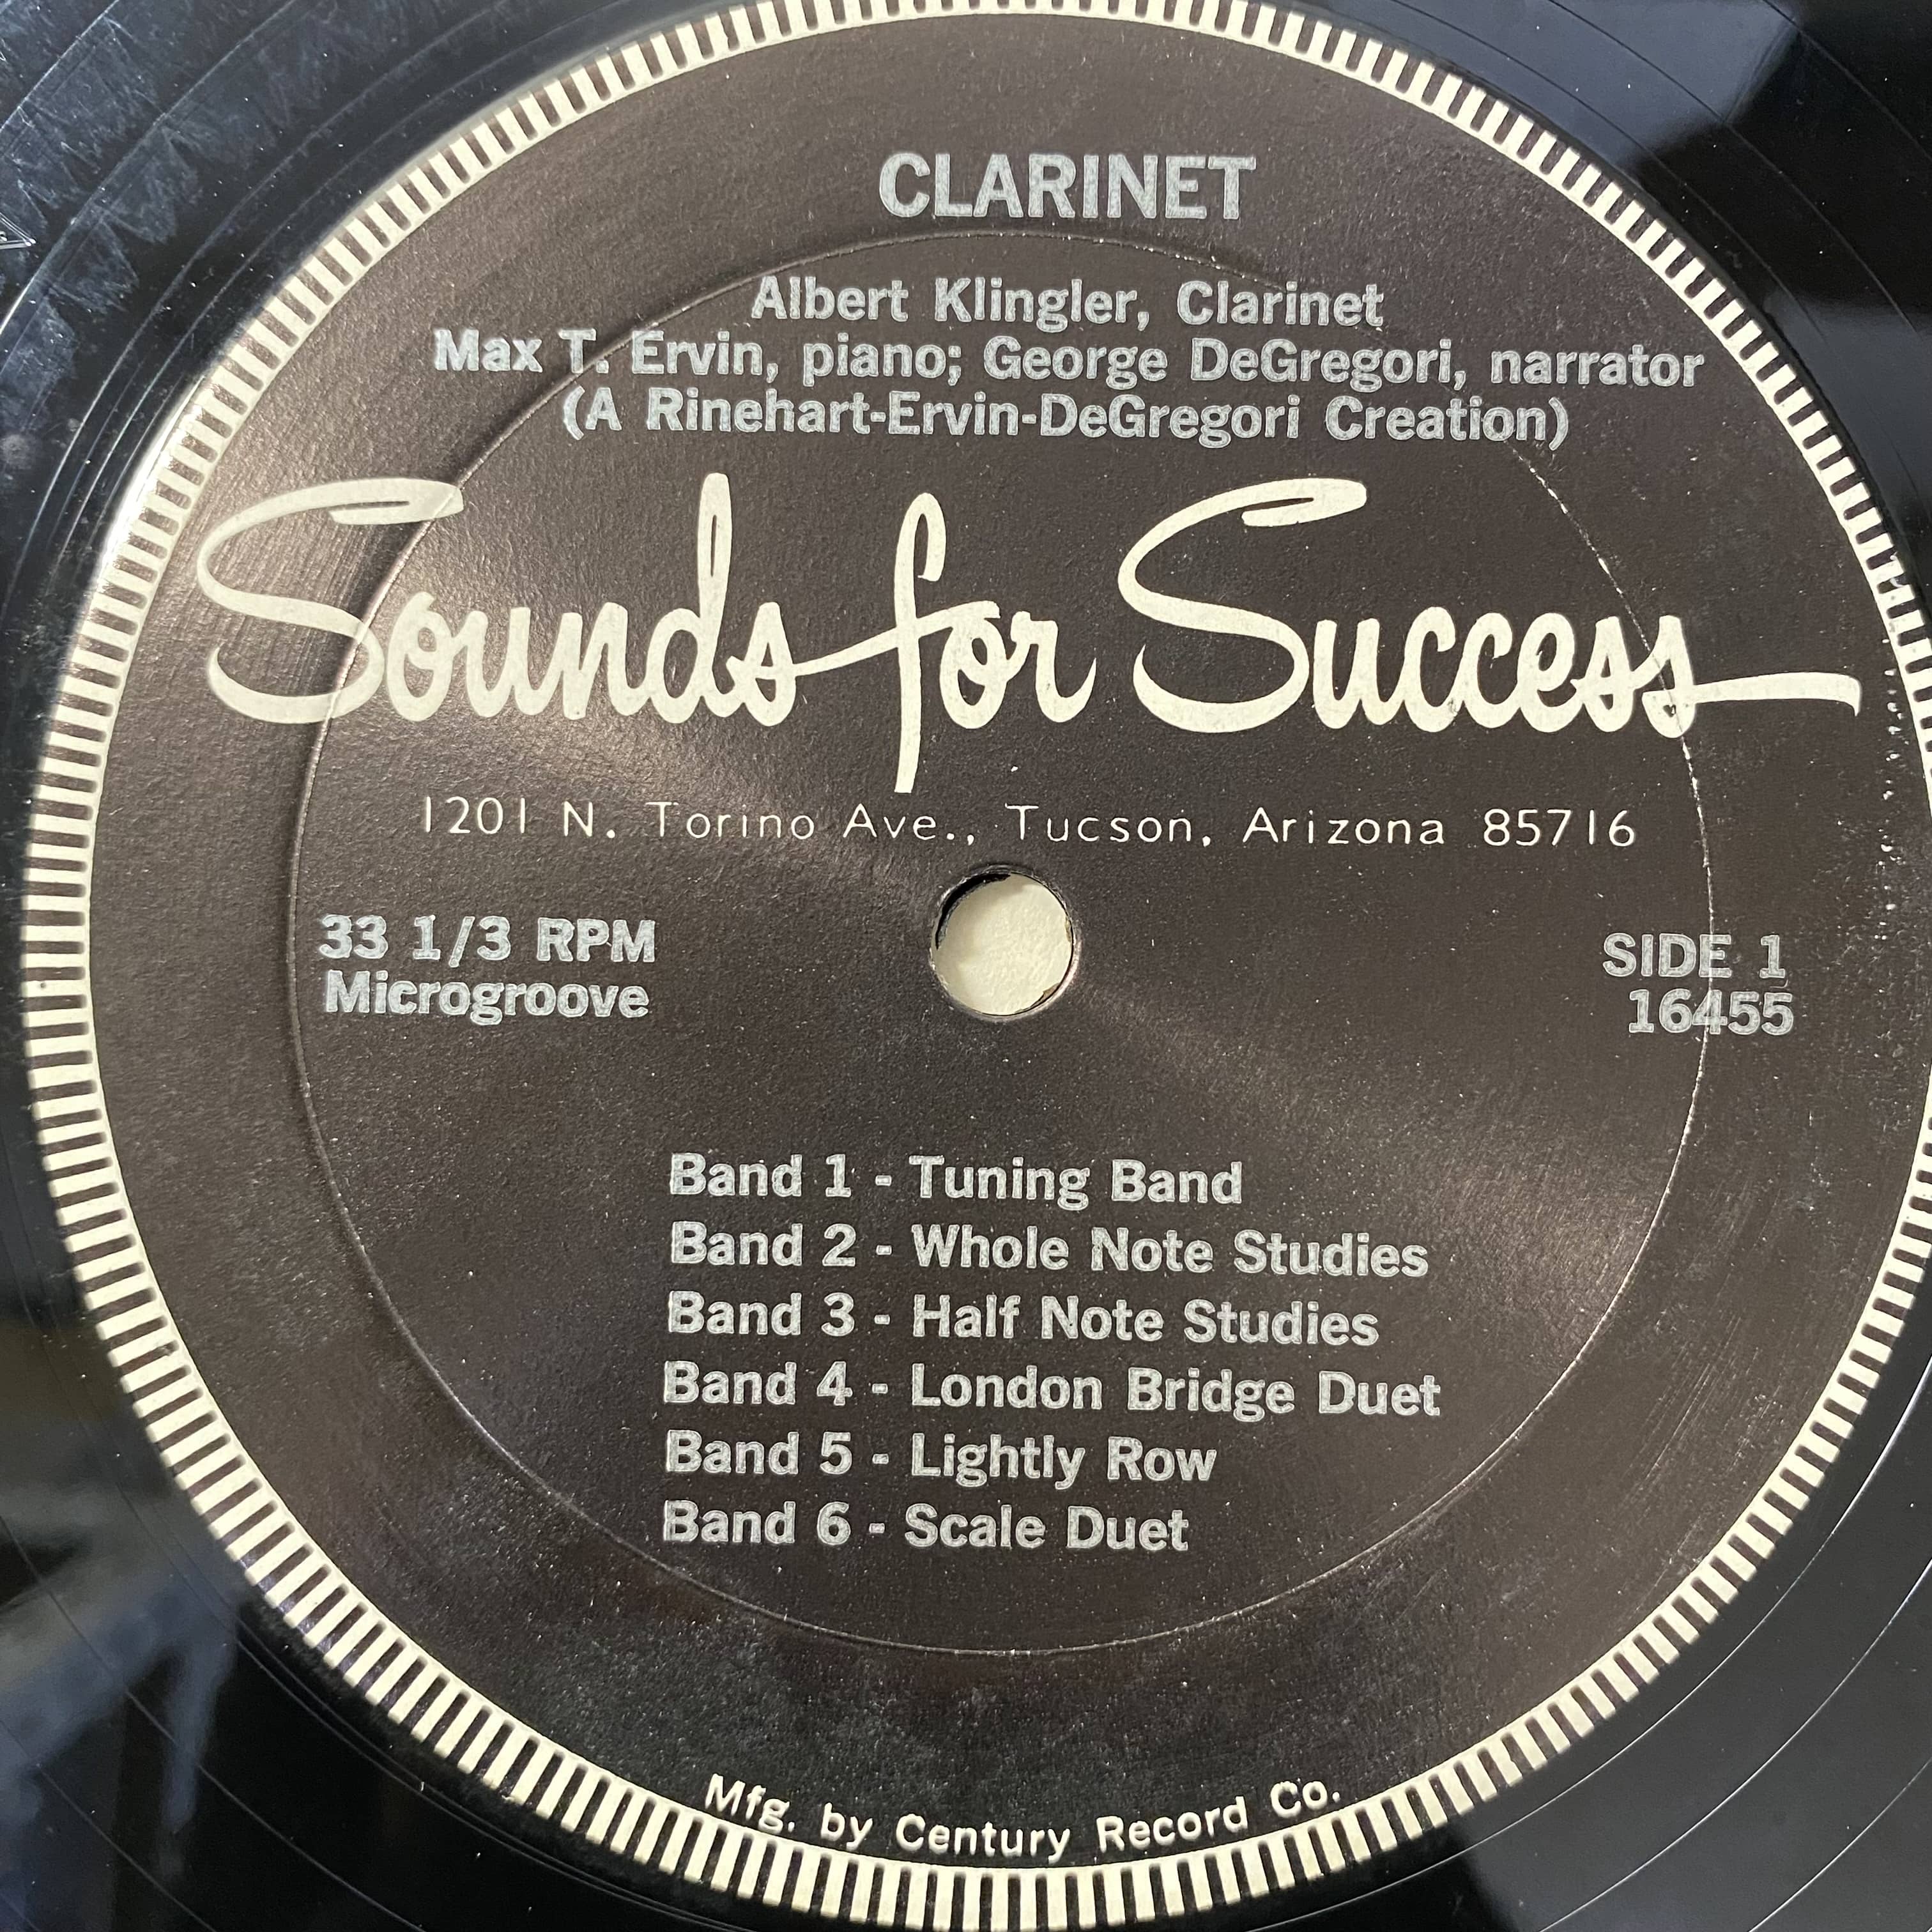 CLARINET
Albert Klingler, Clarinet
Max T. Ervin, piano; George DeGregori, narrator
(A Rinehart-Ervin-DeGregori Creation)
Sounds for Success
1201 N. Torino Ave., Tucson, Arizona 85716
33 1/3 RPM
Microgroove
SIDE 1
16455
Band 1 - Tuning Band
Band 2 - Whole Note Studies
Band 3 - Half Note Studies
Band 4 - London Bridge Duet
Band 5 - Lightly Row
Band 6 - Scale Duet
Mfg. by Century Record Co.